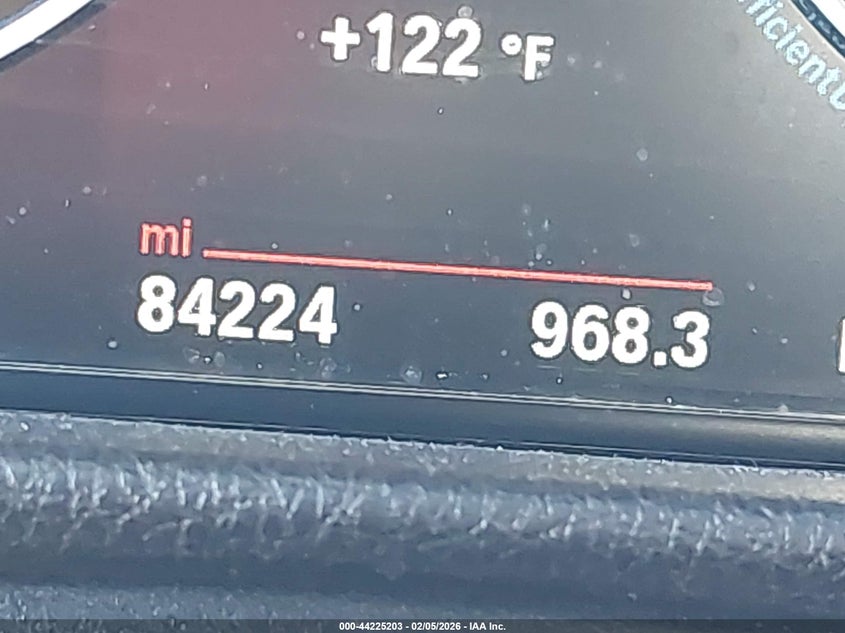 +122 °F
mi
84224 968.3
000-44225203 - 02/05/2026 - IAA Inc.